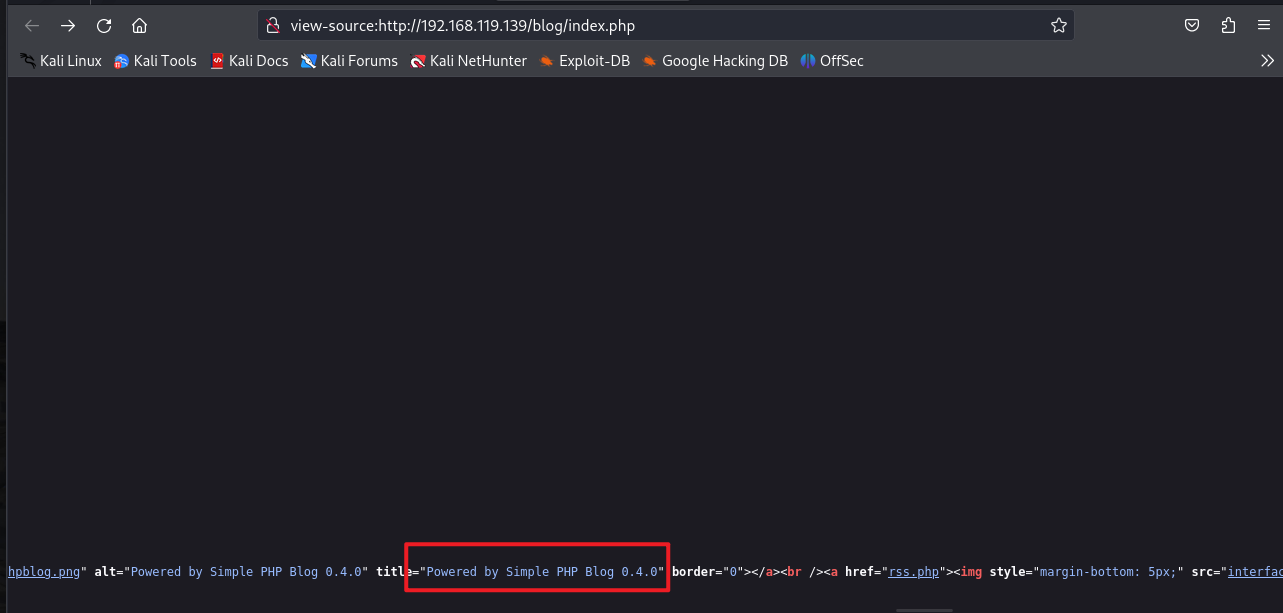 view-source:http://192.168.119.139/blog/index.php
Kali Linux Kali Tools Kali Docs Kali Forums Kali NetHunter Exploit-DB Google Hacking DB OffSec
hpblog.png" alt="Powered by Simple PHP Blog 0.4.0" title="Powered by Simple PHP Blog 0.4.0" border="0"></a><br /><a href="rss.php"><img style="margin-bottom: 5px;" src="interfac